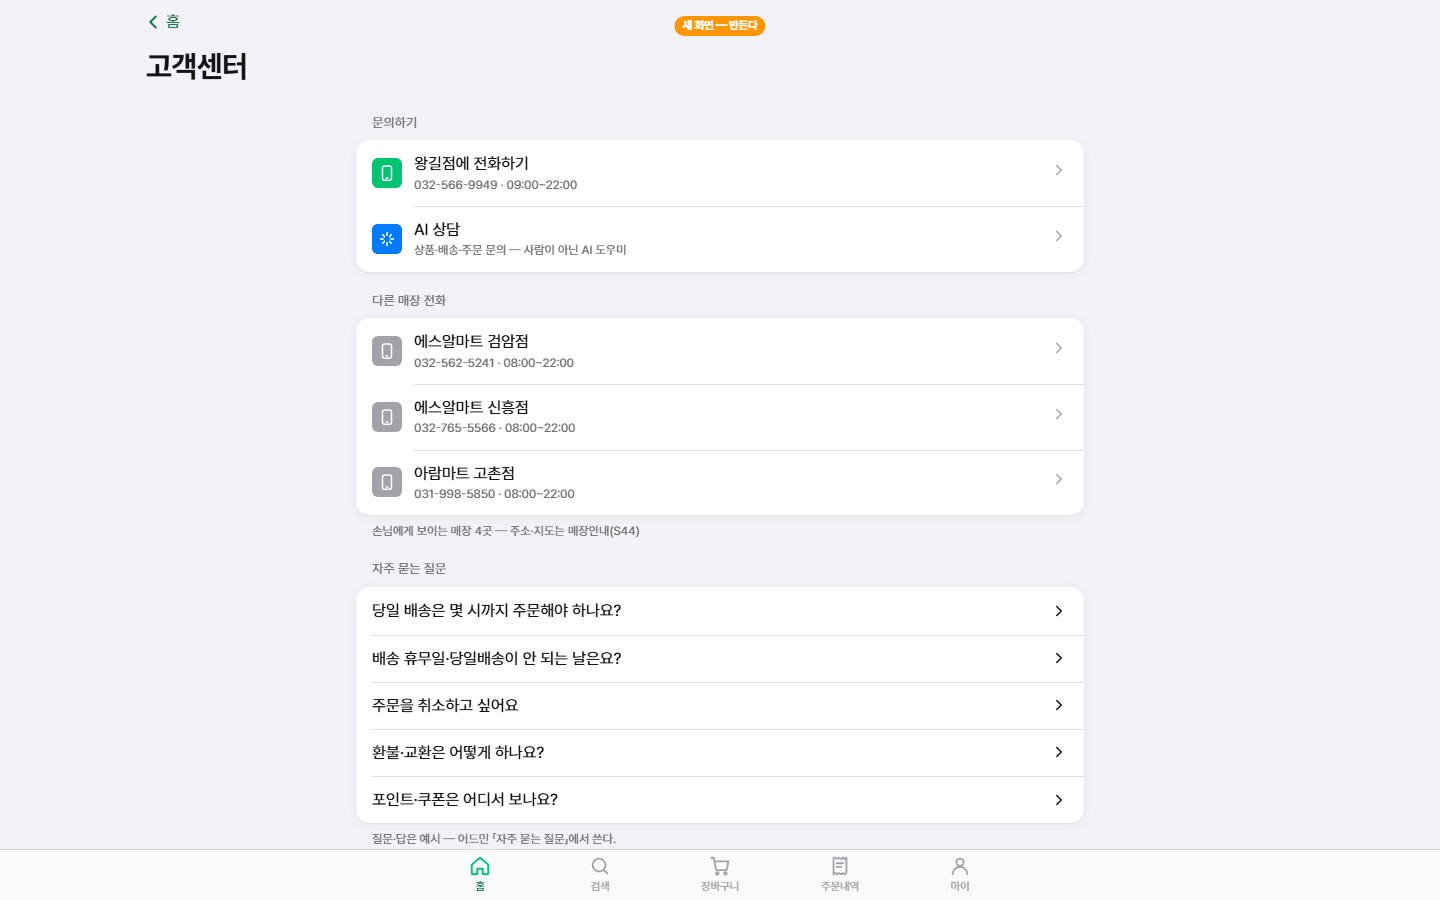 홈
새 화면 — 만든다
고객센터
문의하기
왕길점에 전화하기
032-566-9949 · 09:00~22:00
AI 상담
상품·배송·주문 문의 — 사람이 아닌 AI 도우미
다른 매장 전화
에스알마트 검암점
032-562-5241 · 08:00~22:00
에스알마트 신흥점
032-765-5566 · 08:00~22:00
아람마트 고촌점
031-998-5850 · 08:00~22:00
손님에게 보이는 매장 4곳 — 주소·지도는 매장안내(S44)
자주 묻는 질문
당일 배송은 몇 시까지 주문해야 하나요?
배송 휴무일·당일배송이 안 되는 날은요?
주문을 취소하고 싶어요
환불·교환은 어떻게 하나요?
포인트·쿠폰은 어디서 보나요?
질문·답은 예시 — 어드민 「자주 묻는 질문」에서 쓴다.
홈
검색
장바구니
주문내역
마이